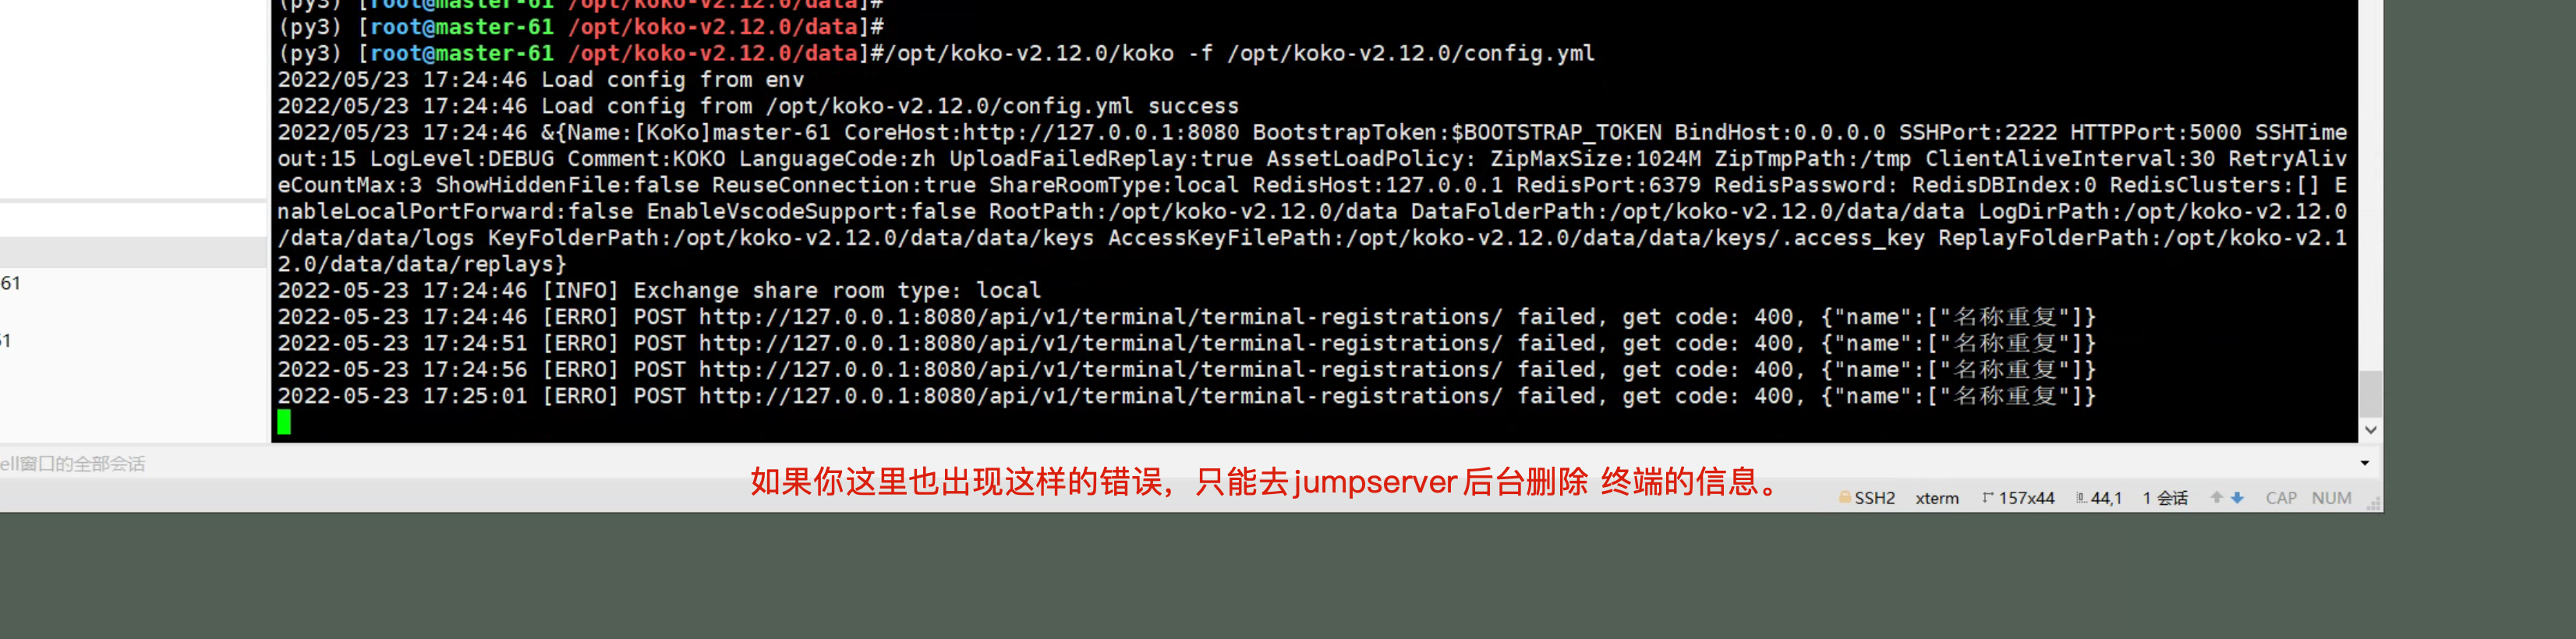 (py3) [root@master-61 /opt/koko-v2.12.0/data]#
(py3) [root@master-61 /opt/koko-v2.12.0/data]#
(py3) [root@master-61 /opt/koko-v2.12.0/data]#/opt/koko-v2.12.0/koko -f /opt/koko-v2.12.0/config.yml
2022/05/23 17:24:46 Load config from env
2022/05/23 17:24:46 Load config from /opt/koko-v2.12.0/config.yml success
2022/05/23 17:24:46 &{Name:[KoKo]master-61 CoreHost:http://127.0.0.1:8080 BootstrapToken:$BOOTSTRAP_TOKEN BindHost:0.0.0.0 SSHPort:2222 HTTPPort:5000 SSHTime
out:15 LogLevel:DEBUG Comment:KOKO LanguageCode:zh UploadFailedReplay:true AssetLoadPolicy: ZipMaxSize:1024M ZipTmpPath:/tmp ClientAliveInterval:30 RetryAliv
eCountMax:3 ShowHiddenFile:false ReuseConnection:true ShareRoomType:local RedisHost:127.0.0.1 RedisPort:6379 RedisPassword: RedisDBIndex:0 RedisClusters:[] E
nableLocalPortForward:false EnableVscodeSupport:false RootPath:/opt/koko-v2.12.0/data DataFolderPath:/opt/koko-v2.12.0/data/data LogDirPath:/opt/koko-v2.12.0
/data/data/logs KeyFolderPath:/opt/koko-v2.12.0/data/data/keys AccessKeyFilePath:/opt/koko-v2.12.0/data/data/keys/.access_key ReplayFolderPath:/opt/koko-v2.1
2.0/data/data/replays}
61
2022-05-23 17:24:46 [INFO] Exchange share room type: local
2022-05-23 17:24:46 [ERRO] POST http://127.0.0.1:8080/api/v1/terminal/terminal-registrations/ failed, get code: 400, {"name":["名称重复"]}
51
2022-05-23 17:24:51 [ERRO] POST http://127.0.0.1:8080/api/v1/terminal/terminal-registrations/ failed, get code: 400, {"name":["名称重复"]}
2022-05-23 17:24:56 [ERRO] POST http://127.0.0.1:8080/api/v1/terminal/terminal-registrations/ failed, get code: 400, {"name":["名称重复"]}
2022-05-23 17:25:01 [ERRO] POST http://127.0.0.1:8080/api/v1/terminal/terminal-registrations/ failed, get code: 400, {"name":["名称重复"]}
ell窗口的全部会话
如果你这里也出现这样的错误，只能去jumpserver后台删除 终端的信息。
SSH2 xterm 157x44 44,1 1 会话 CAP NUM